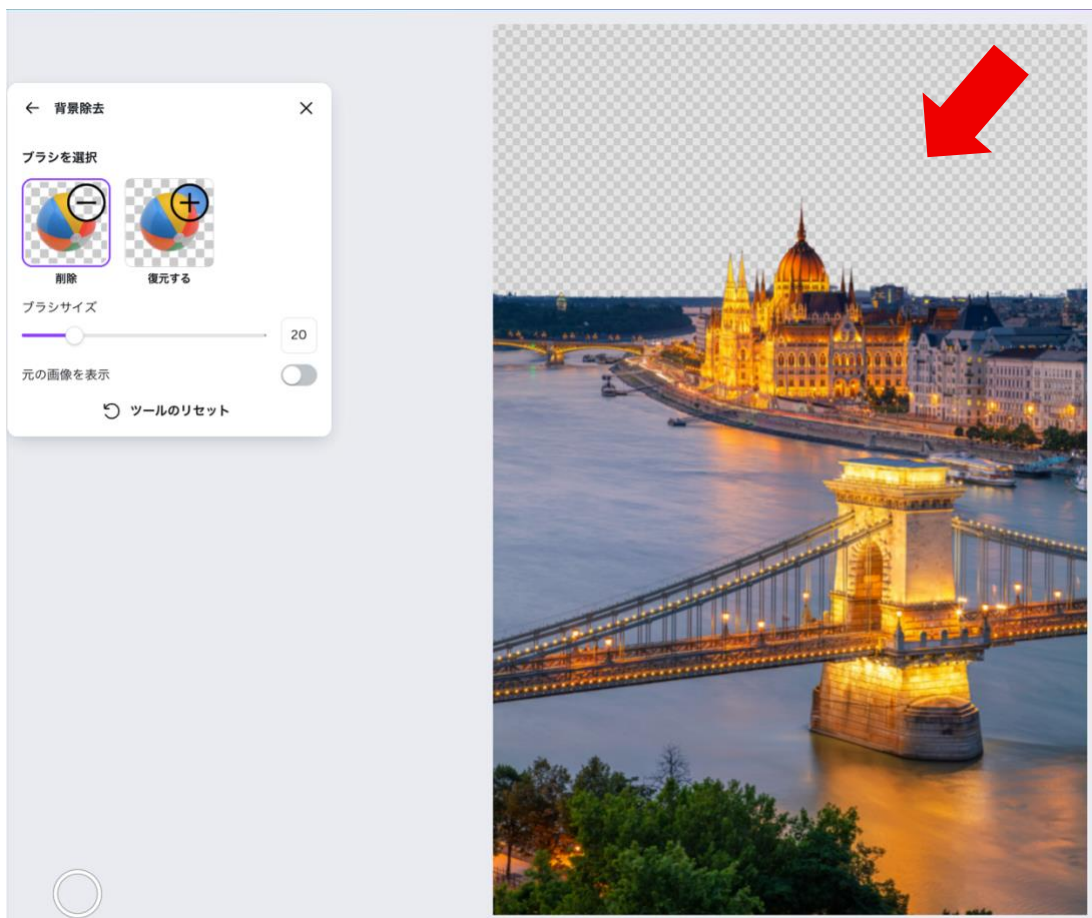 背景除去
ブラシを選択
削除
復元する
ブラシサイズ
20
元の画像を表示
ツールのリセット